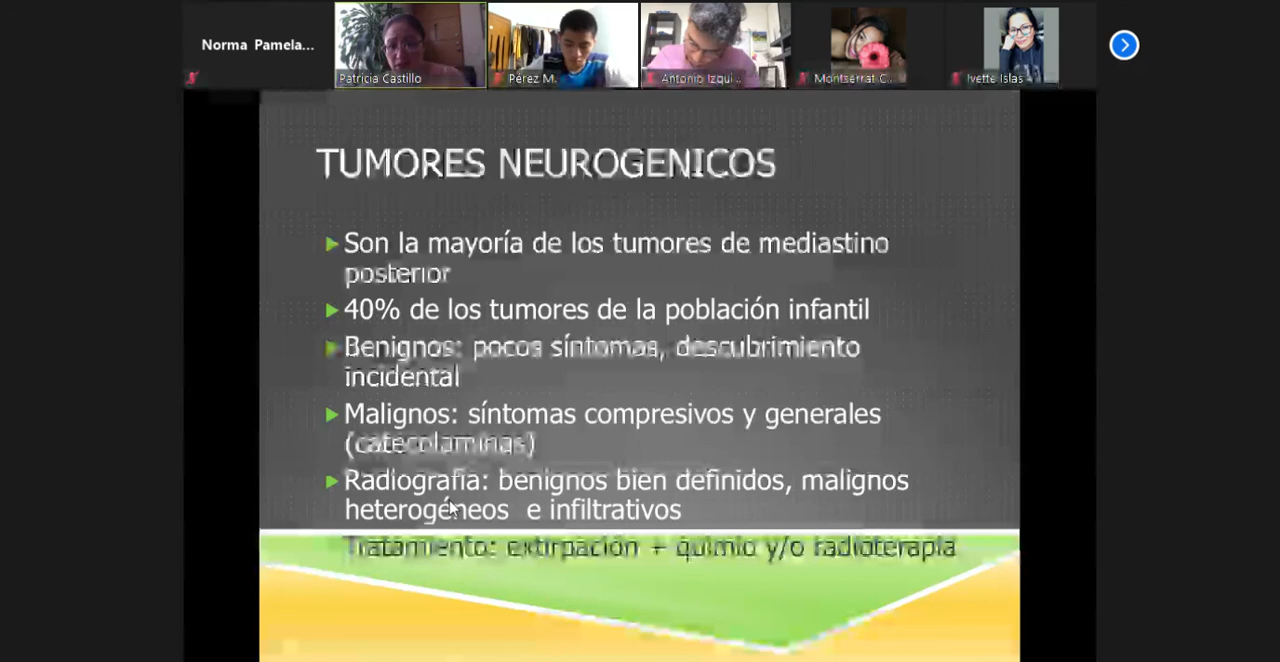 Norma Pamela...
Patricia Castillo
Pérez M.
Antonio Izqui...
Montserrat C...
Ivette Islas
TUMORES NEUROGENICOS
Son la mayoría de los tumores de mediastino
posterior
40% de los tumores de la población infantil
Benignos: pocos síntomas, descubrimiento
incidental
Malignos: síntomas compresivos y generales
(catecolaminas)
Radiografía: benignos bien definidos, malignos
heterogéneos e infiltrativos
Tratamiento: extirpación + quimio y/o radioterapia